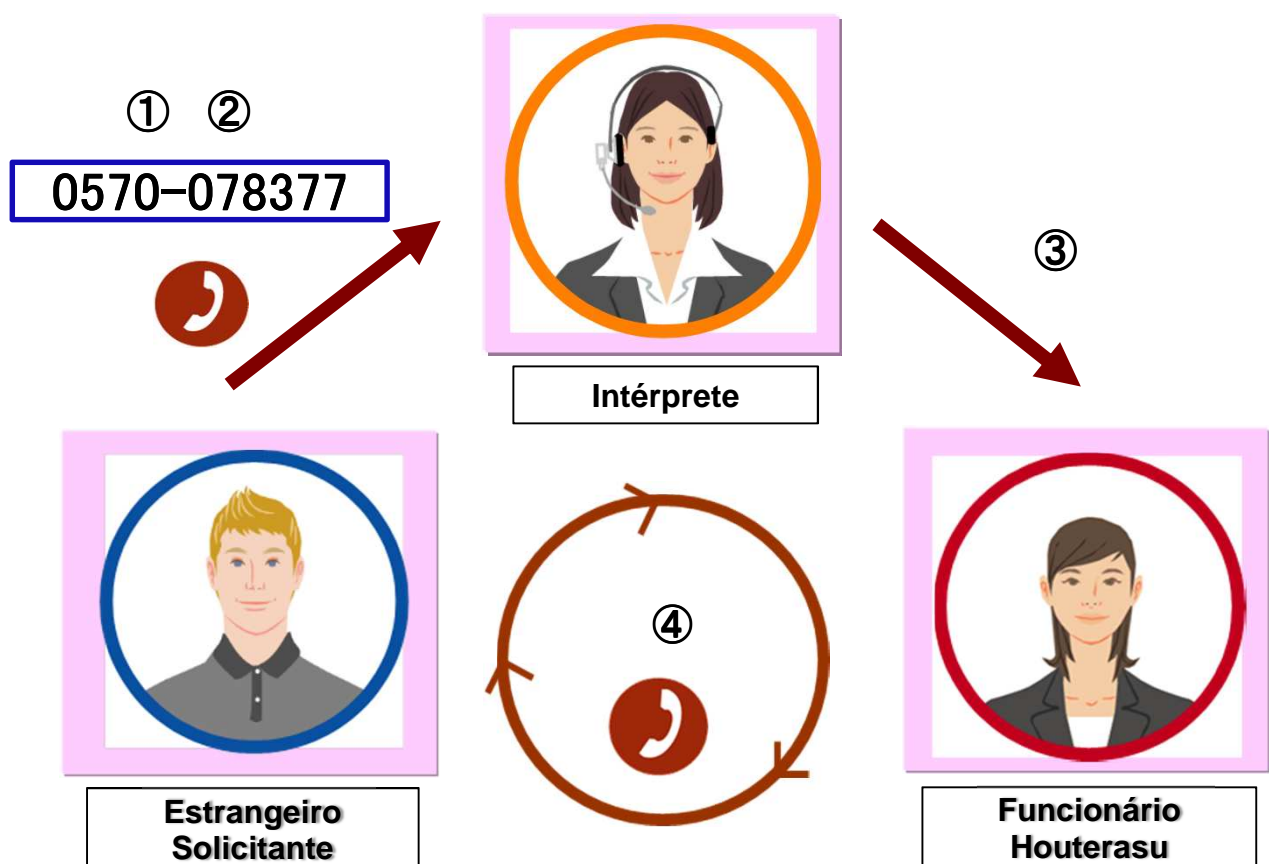 ① ②
0570-078377
③
Intérprete
④
Estrangeiro
Solicitante
Funcionário
Houterasu